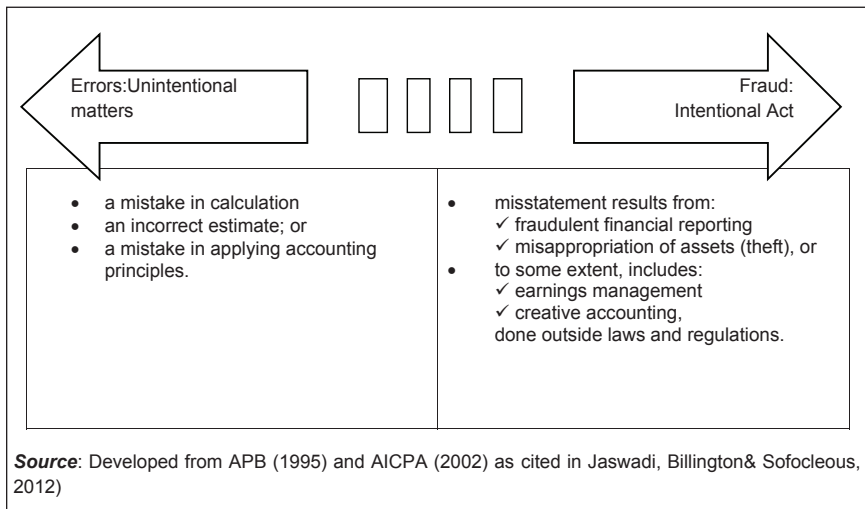 Errors:Unintentional
matters
Fraud:
Intentional Act
• a mistake in calculation
• an incorrect estimate; or
• a mistake in applying accounting
principles.
• misstatement results from:
✓ fraudulent financial reporting
✓ misappropriation of assets (theft), or
• to some extent, includes:
✓ earnings management
✓ creative accounting,
done outside laws and regulations.
Source: Developed from APB (1995) and AICPA (2002) as cited in Jaswadi, Billington& Sofocleous,
2012)